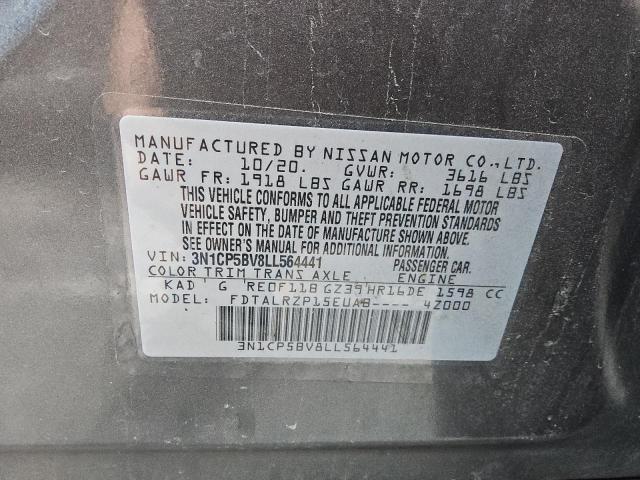 MANUFACTURED BY NISSAN MOTOR CO.,LTD.
DATE: 10/20. GVWR: 3616 LBS
GAWR FR: 1918 LBS GAWR RR: 1698 LBS
THIS VEHICLE CONFORMS TO ALL APPLICABLE FEDERAL MOTOR
VEHICLE SAFETY, BUMPER AND THEFT PREVENTION STANDARDS
IN EFFECT ON THE DATE OF MANUFACTURE SHOWN ABOVE.
SEE OWNER'S MANUAL FOR ADDITIONAL INFORMATION.
VIN: 3N1CP5BV8LL564441 PASSENGER CAR.
COLOR TRIM TRANS AXLE ENGINE
KAD G RE0F11B GZ39 HR16DE 1598 CC
MODEL: FDTALRZP15EUAB---- 4Z000
3N1CP5BV8LL564441